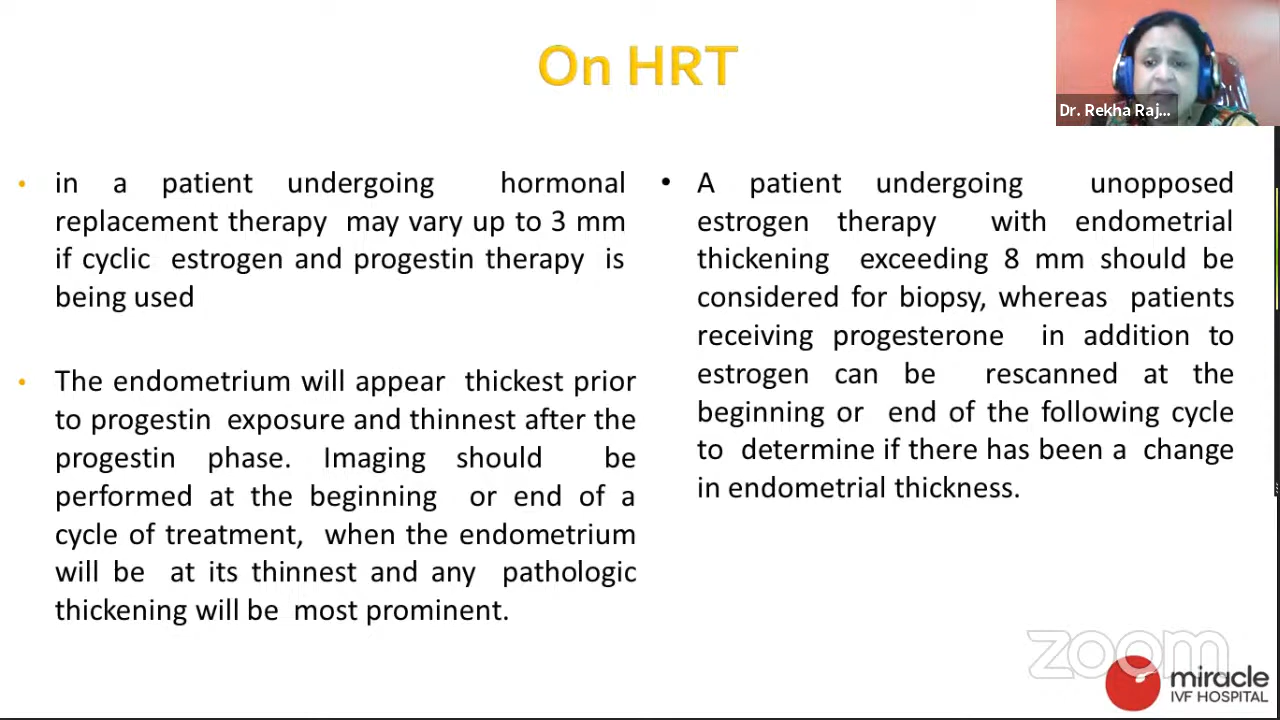 On HRT
Dr. Rekha Raj...
• in a patient undergoing hormonal
replacement therapy may vary up to 3 mm
if cyclic estrogen and progestin therapy is
being used
• The endometrium will appear thickest prior
to progestin exposure and thinnest after the
progestin phase. Imaging should be
performed at the beginning or end of a
cycle of treatment, when the endometrium
will be at its thinnest and any pathologic
thickening will be most prominent.
• A patient undergoing unopposed
estrogen therapy with endometrial
thickening exceeding 8 mm should be
considered for biopsy, whereas patients
receiving progesterone in addition to
estrogen can be rescanned at the
beginning or end of the following cycle
to determine if there has been a change
in endometrial thickness.
zoom
miracle
IVF HOSPITAL